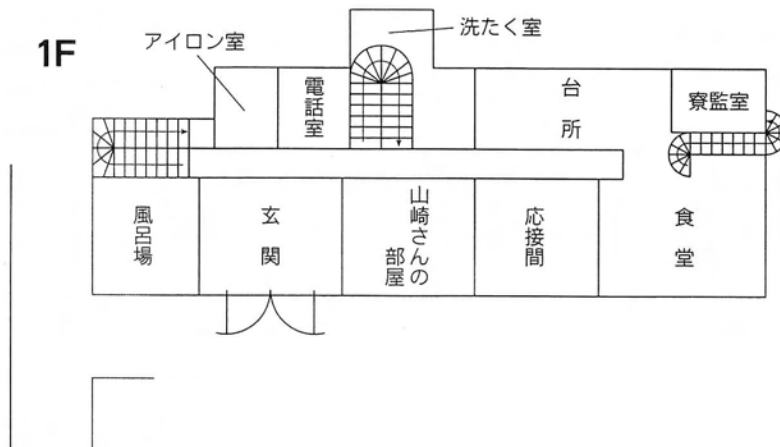 1F
アイロン室
洗たく室
電話室
台所
寮監室
風呂場
玄関
山崎さんの
部屋
応接間
食堂